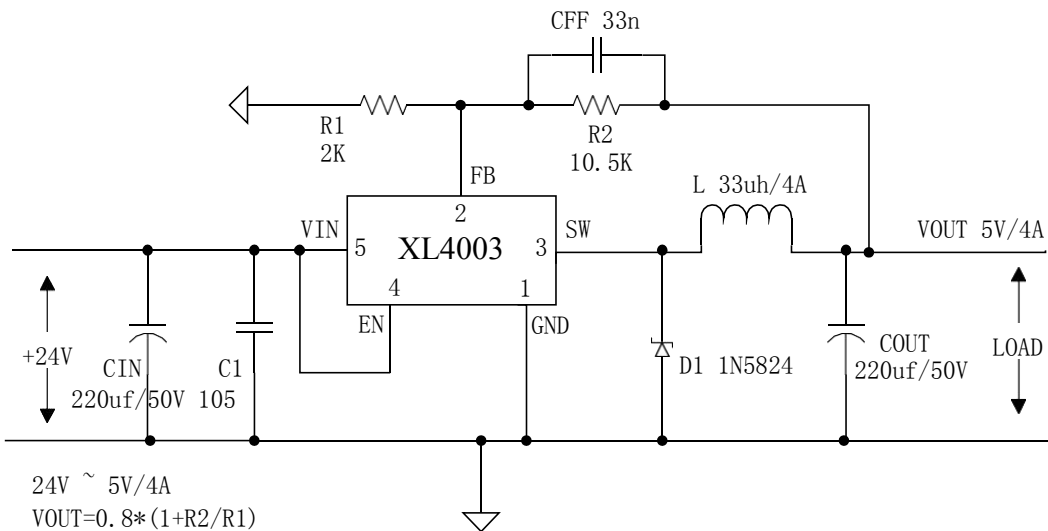 CFF 33n
R1
2K
R2
10.5K
FB
2
L 33uh/4A
VIN
5
XL4003
3
SW
VOUT 5V/4A
4
1
EN
GND
+24V
CIN
220uf/50V
C1
105
D1 1N5824
COUT
220uf/50V
LOAD
24V ~ 5V/4A
VOUT=0.8*(1+R2/R1)